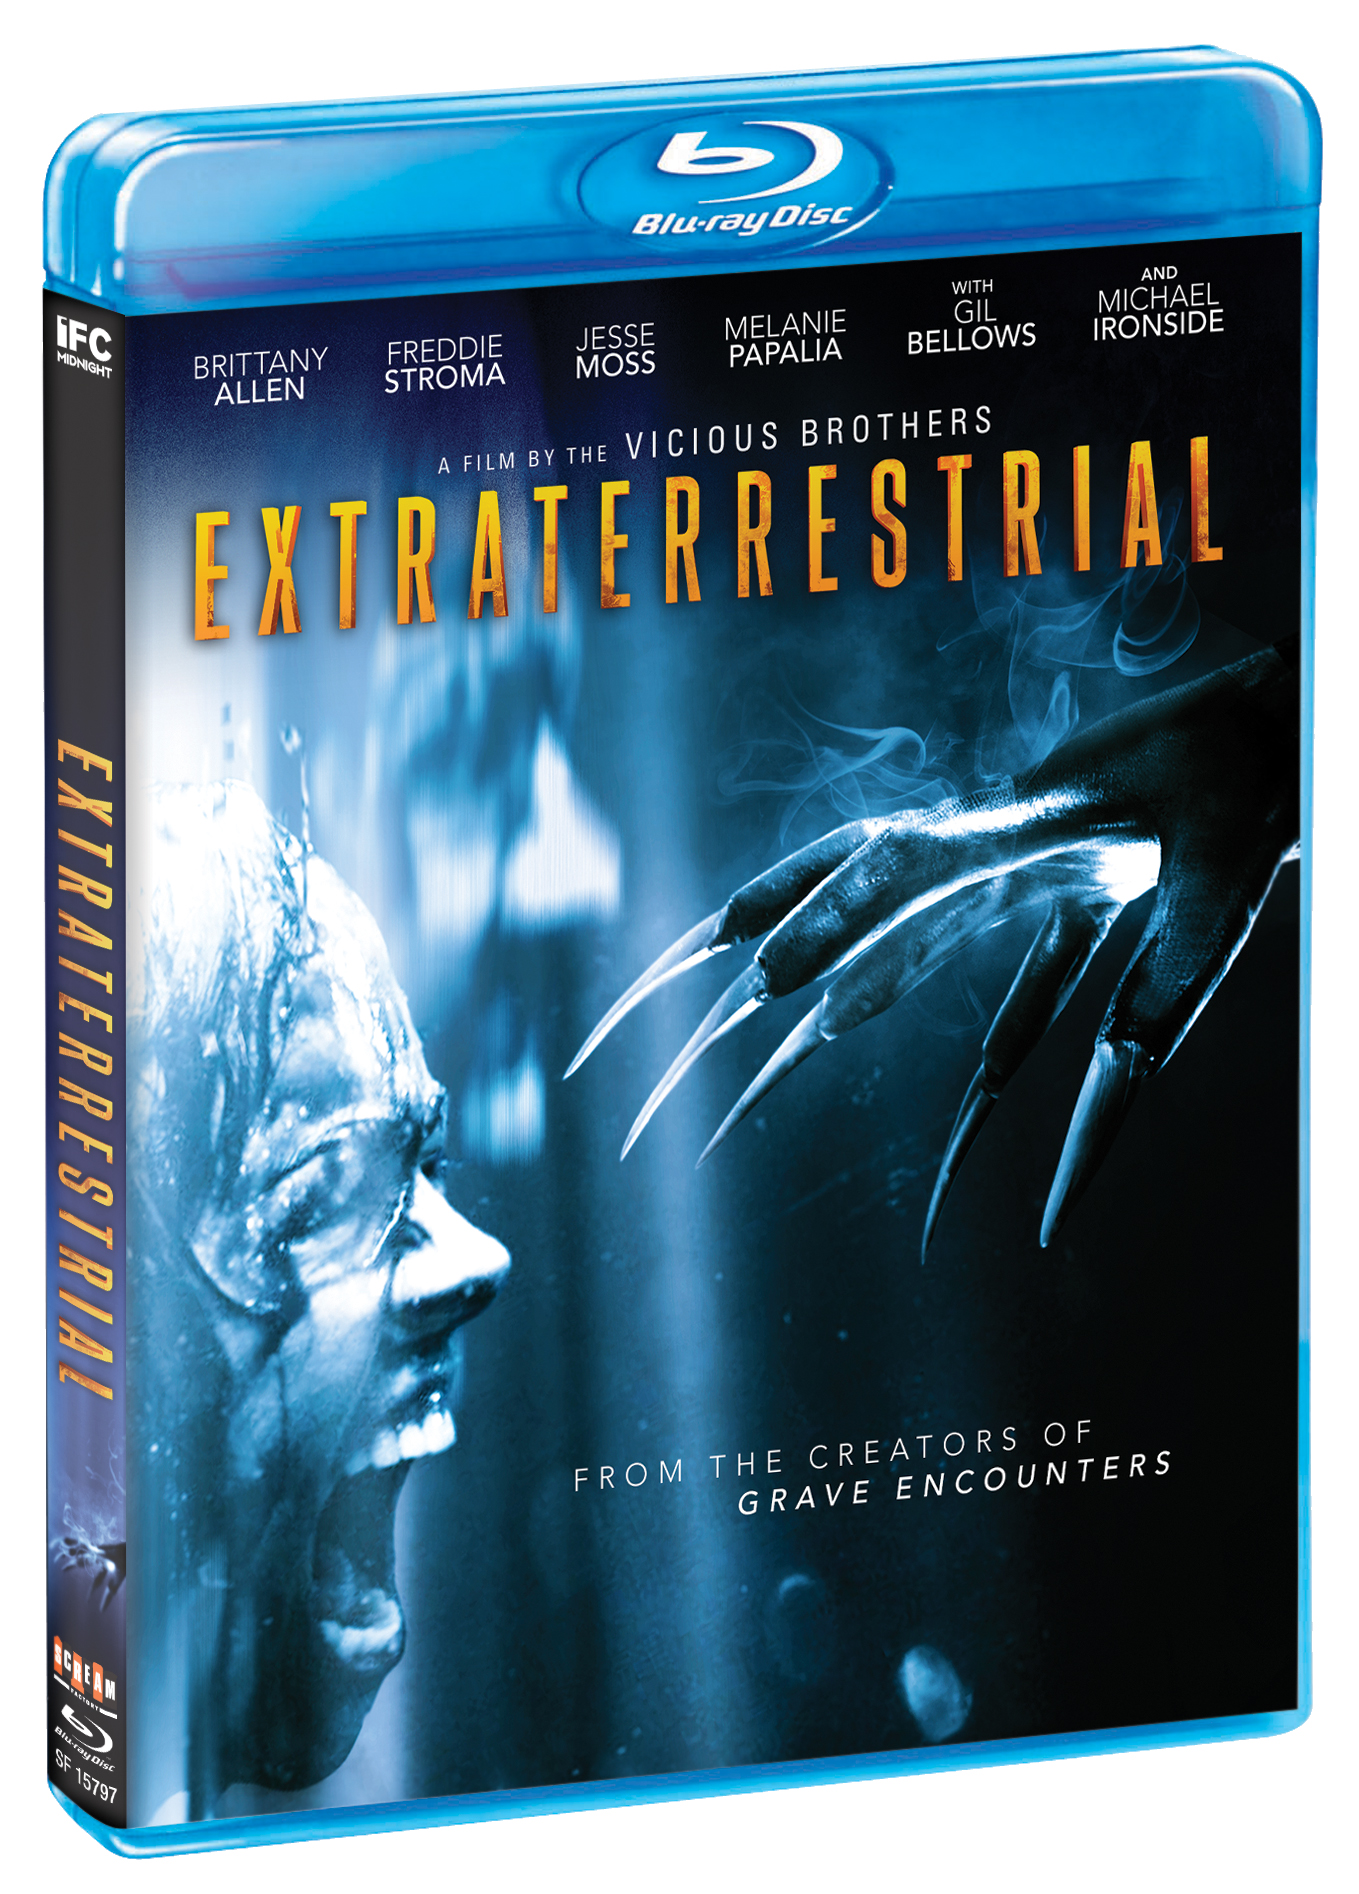 Blu-ray Disc
BRITTANY ALLEN
FREDDIE STROMA
JESSE MOSS
MELANIE PAPALIA
WITH GIL BELLOWS
AND MICHAEL IRONSIDE
A FILM BY THE VICIOUS BROTHERS
EXTRATERRESTRIAL
FROM THE CREATORS OF
GRAVE ENCOUNTERS
IFC
MIDNIGHT
EXTRATERRESTRIAL
SCREAM
FACTORY
Blu-ray Disc
SF 15797